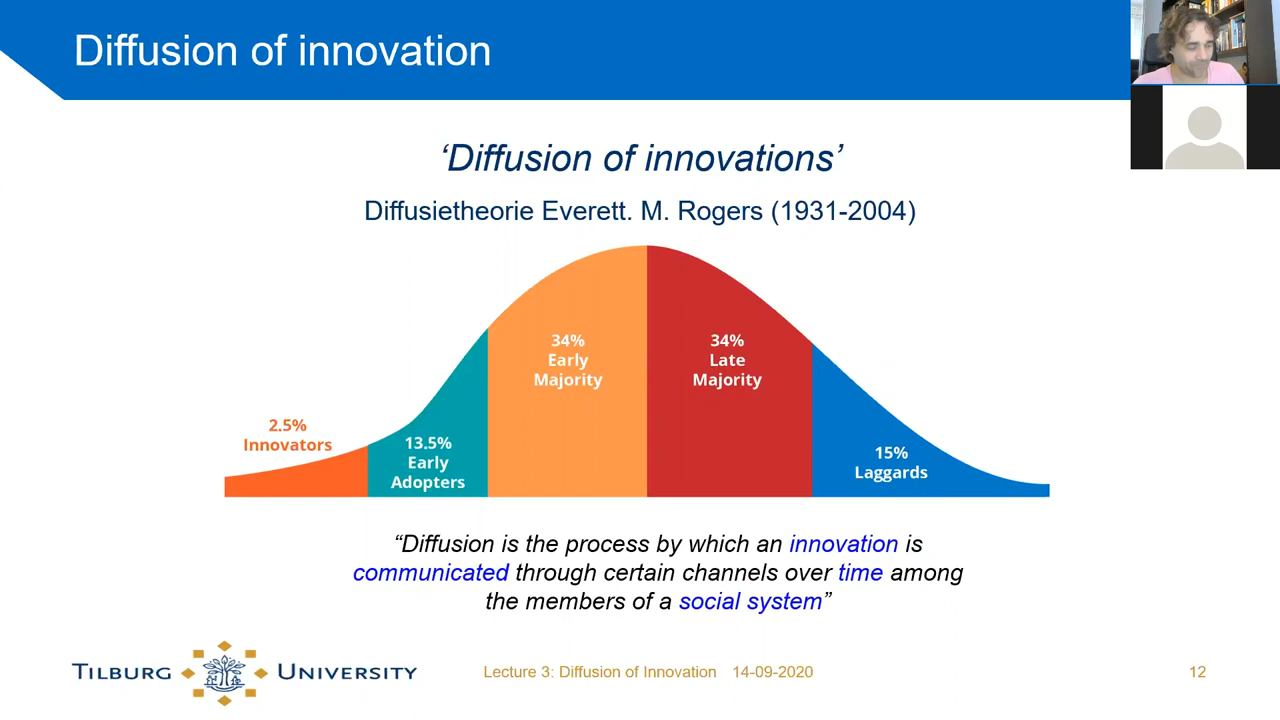 Diffusion of innovation
‘Diffusion of innovations’
Diffusietheorie Everett. M. Rogers (1931-2004)
34%
Early
Majority
34%
Late
Majority
2.5%
Innovators
13.5%
Early
Adopters
15%
Laggards
“Diffusion is the process by which an innovation is
communicated through certain channels over time among
the members of a social system”
TILBURG UNIVERSITY
Lecture 3: Diffusion of Innovation 14-09-2020
12